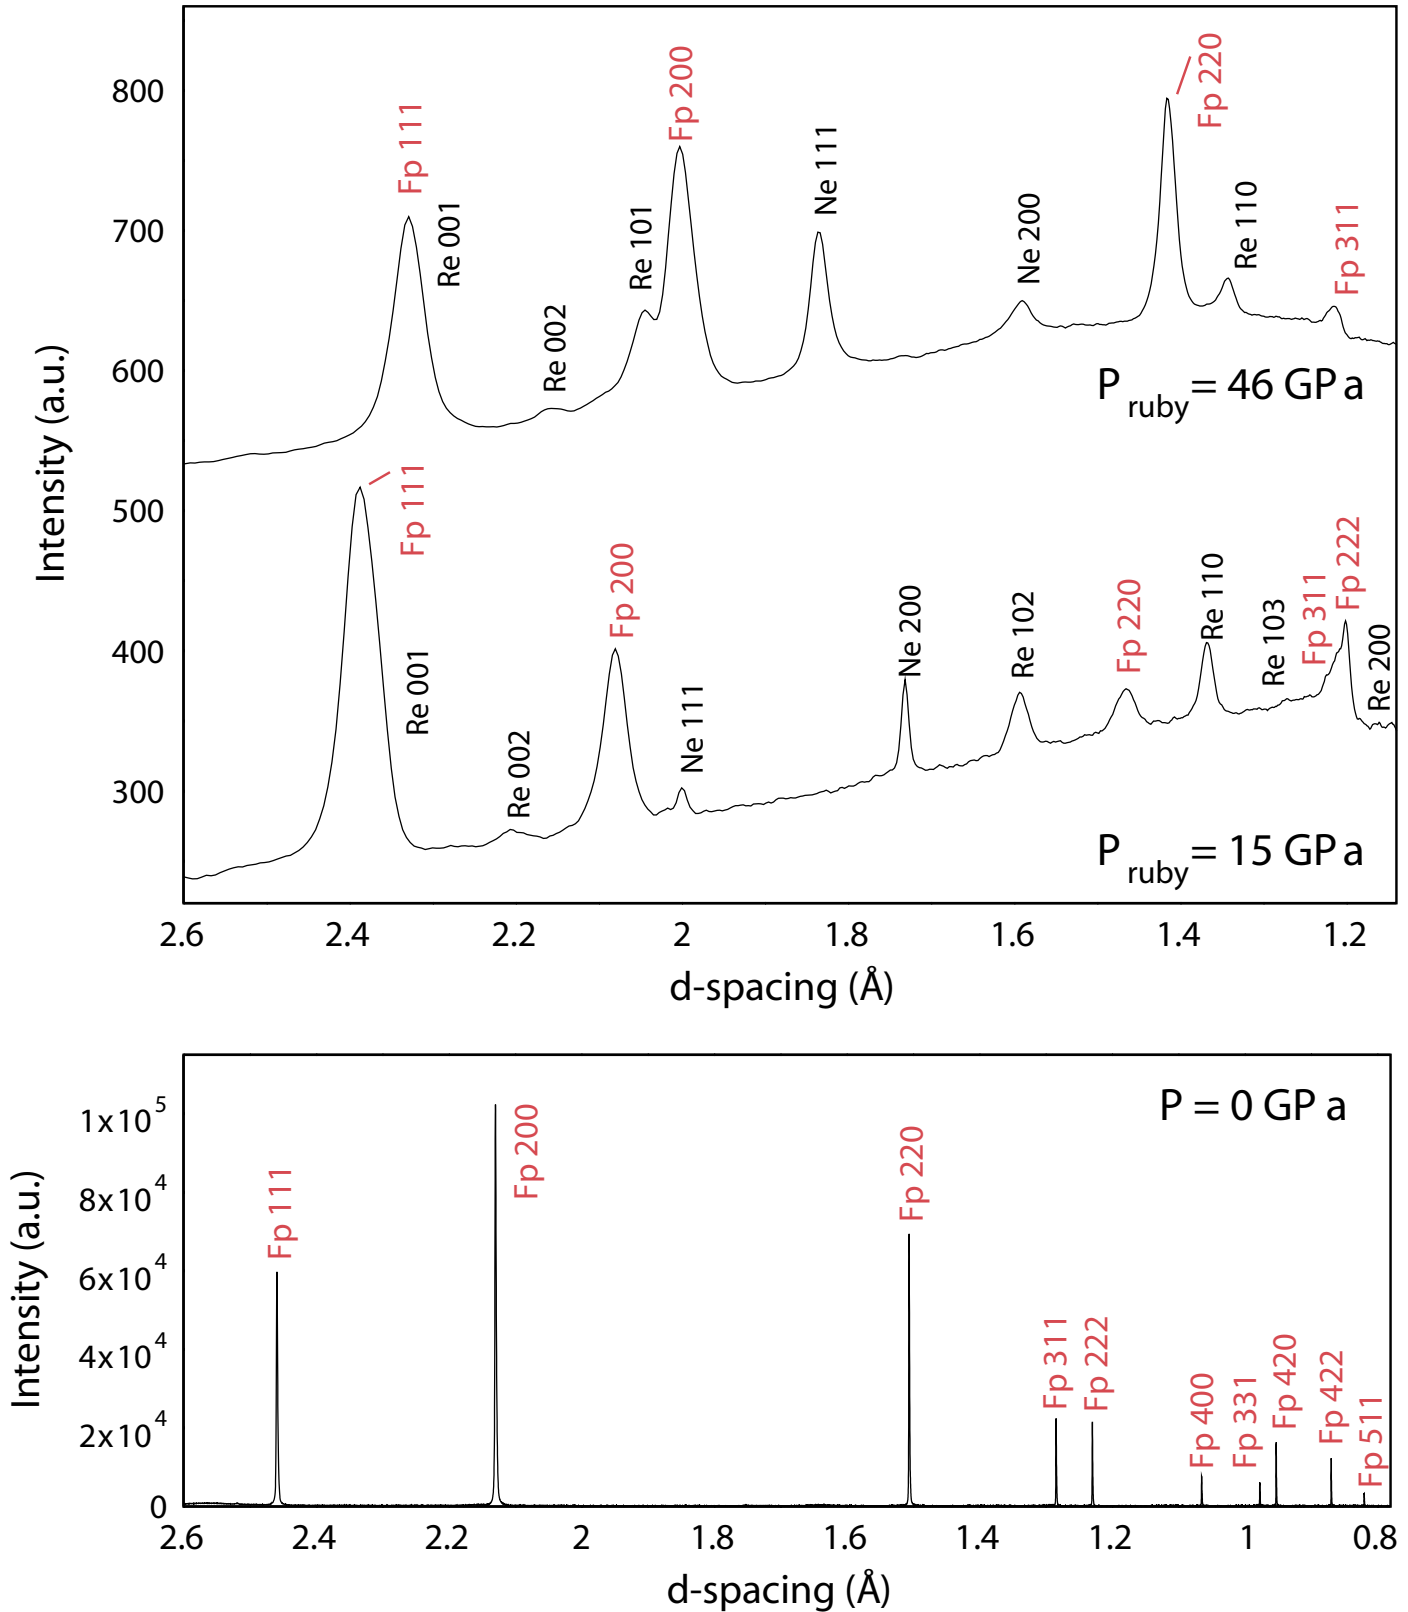 Intensity (a.u.)
800
700
600
500
400
300
Fp 111
Re 001
Re 002
Re 101
Fp 200
Ne 111
Ne 200
Fp 220
Re 110
Fp 311
P ruby = 46 GPa
Fp 111
Re 001
Re 002
Fp 200
Ne 111
Ne 200
Re 102
Fp 220
Re 110
Re 103
Fp 311
Fp 222
Re 200
P ruby = 15 GPa
2.6 2.4 2.2 2 1.8 1.6 1.4 1.2
d-spacing (Å)
Intensity (a.u.)
1x10^5
8x10^4
6x10^4
4x10^4
2x10^4
0
P = 0 GPa
Fp 111
Fp 200
Fp 220
Fp 311
Fp 222
Fp 400
Fp 331
Fp 420
Fp 422
Fp 511
2.6 2.4 2.2 2 1.8 1.6 1.4 1.2 1 0.8
d-spacing (Å)